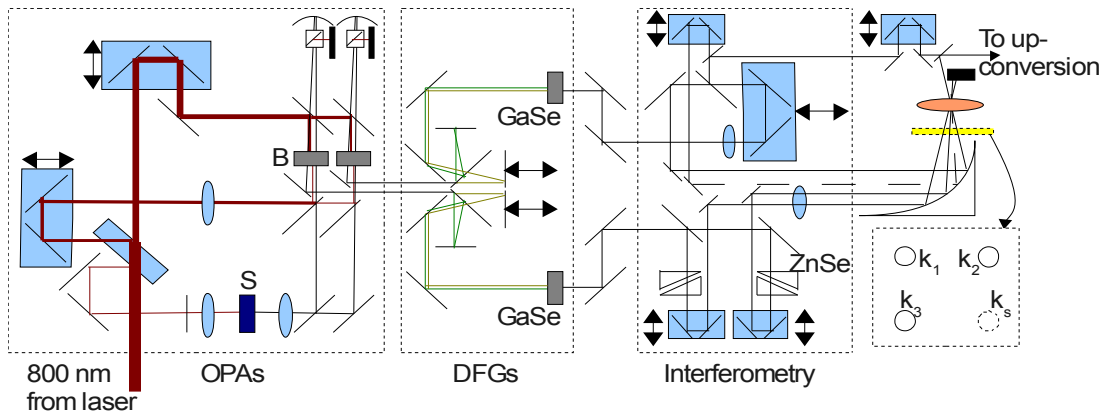 To up-
conversion
GaSe
B
S
ZnSe
GaSe
k1
k2
k3
ks
800 nm
from laser
OPAs
DFGs
Interferometry